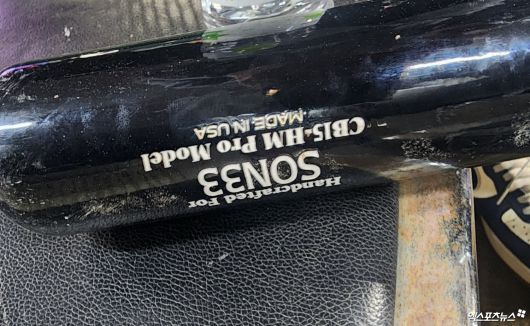 Handcrafted For
SON33
CB15-HM Pro Model
MADE IN USA
엑스포츠뉴스